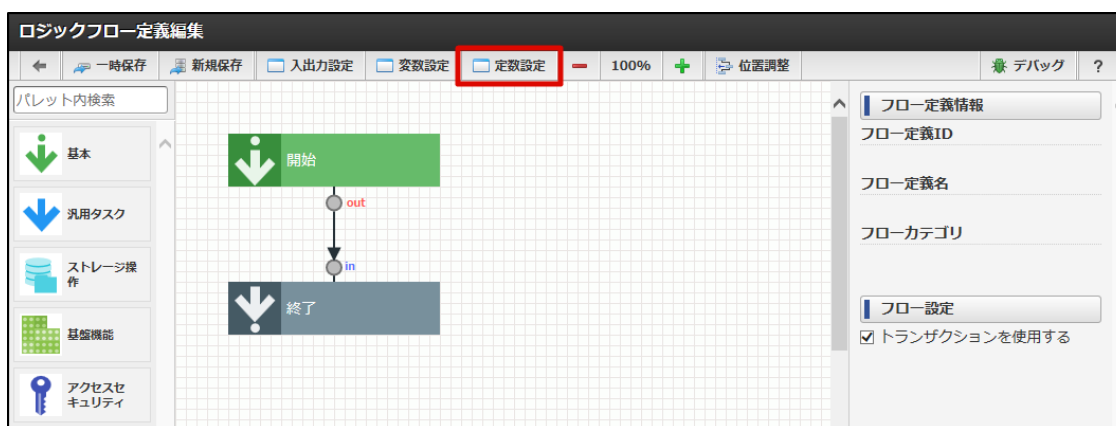 ロジックフロー定義編集
一時保存 新規保存 入出力設定 変数設定 定数設定 100% 位置調整 デバッグ ?
パレット内検索
基本
汎用タスク
ストレージ操
作
基盤機能
アクセスセ
キュリティ
開始
out
in
終了
フロー定義情報
フロー定義ID
フロー定義名
フローカテゴリ
フロー設定
トランザクションを使用する